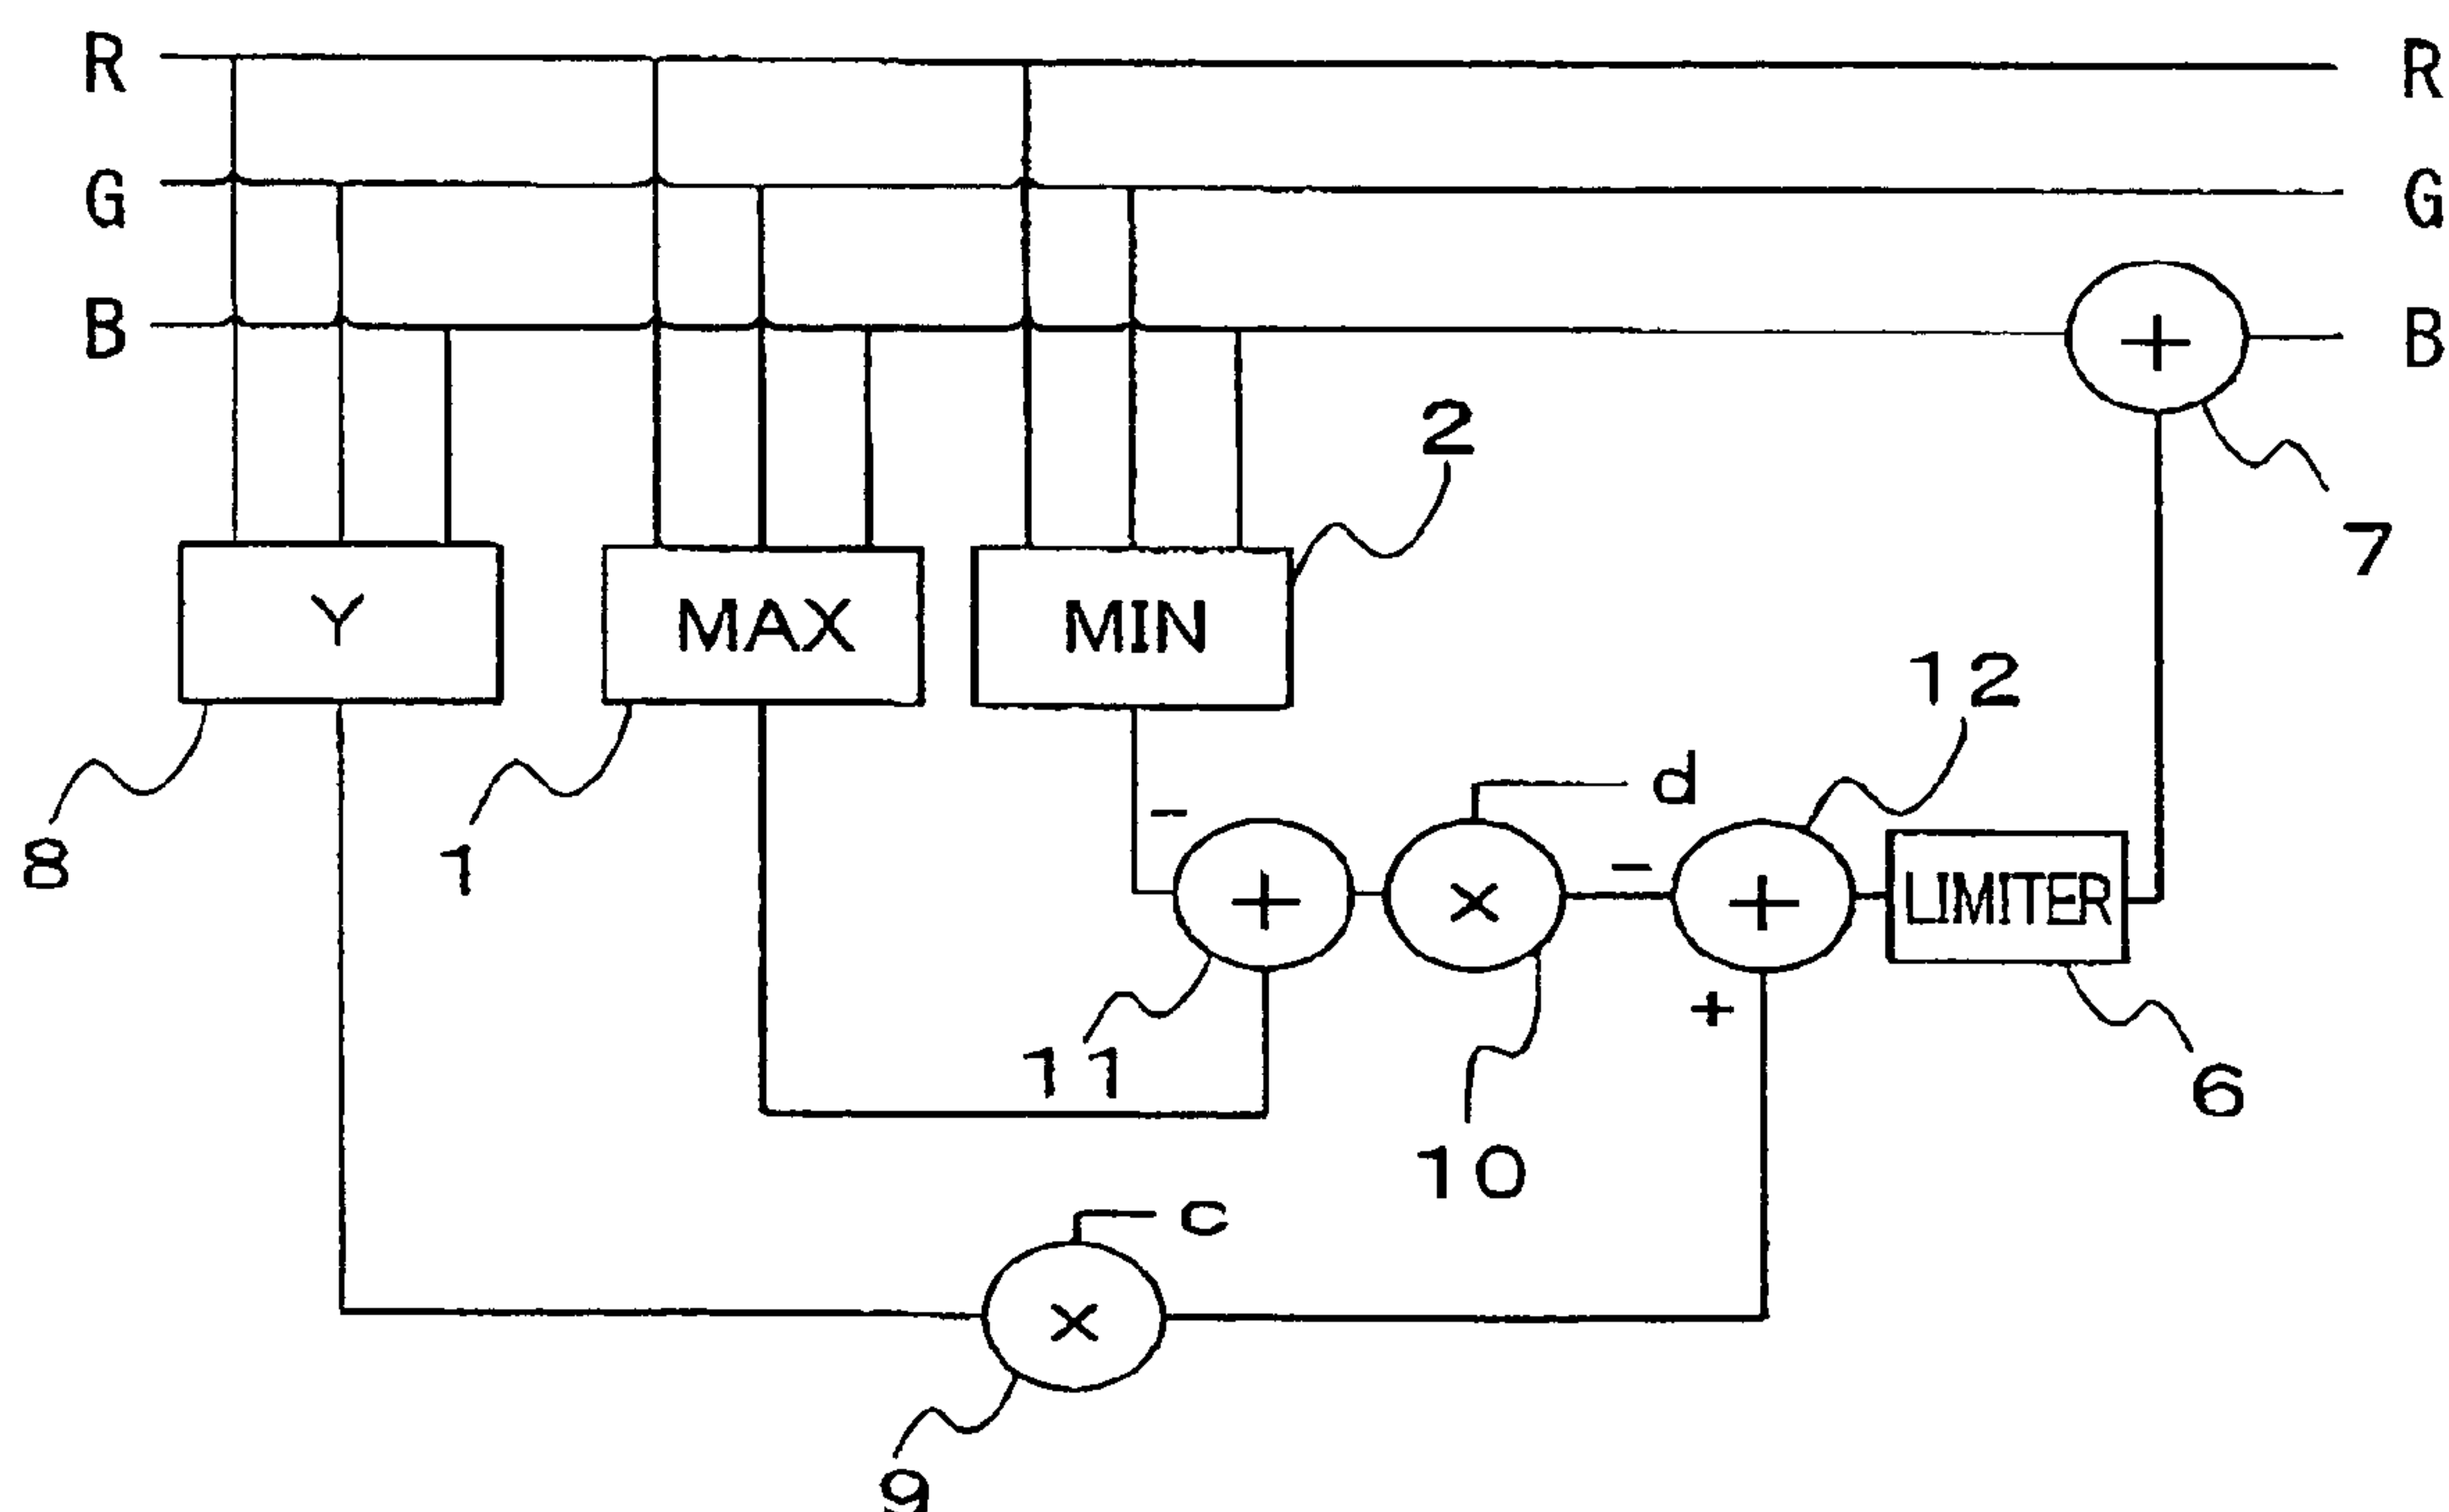 R R
G G
B B
2
7
Y MAX MIN
12
d
8 1
- + × - + LIMITER
+
11
6
10
c
×
9